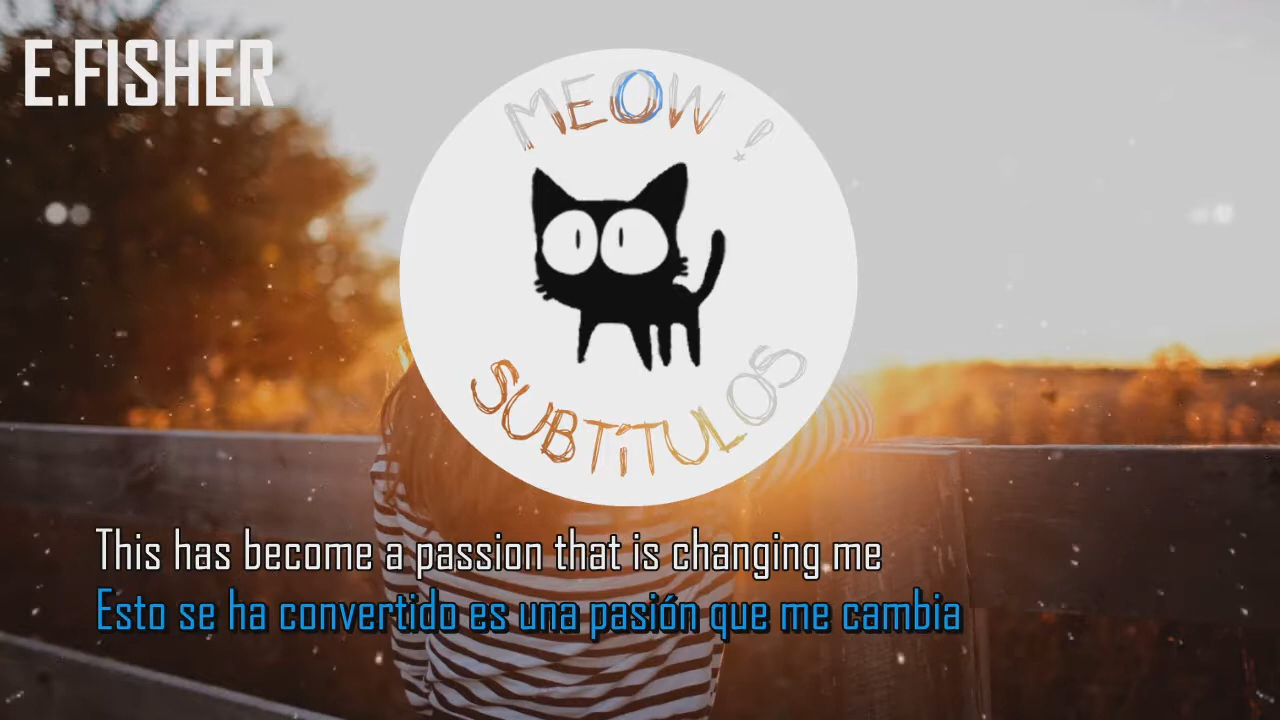 E.FISHER
MEOW !
SUBTíTULOS
This has become a passion that is changing me
Esto se ha convertido es una pasión que me cambia